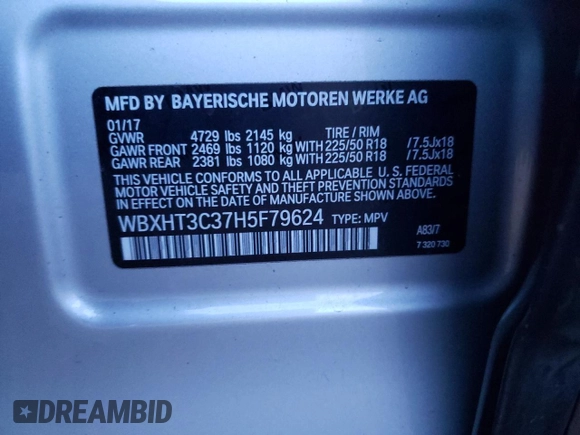 MFD BY BAYERISCHE MOTOREN WERKE AG
01/17
GVWR 4729 lbs 2145 kg TIRE / RIM
GAWR FRONT 2469 lbs 1120 kg WITH 225/50 R18 / 7.5Jx18
GAWR REAR 2381 lbs 1080 kg WITH 225/50 R18 / 7.5Jx18
THIS VEHICLE CONFORMS TO ALL APPLICABLE U. S. FEDERAL
MOTOR VEHICLE SAFETY AND THEFT PREVENTION STANDARDS
IN EFFECT ON THE DATE OF MANUFACTURE SHOWN ABOVE.
WBXHT3C37H5F79624 TYPE: MPV
A83/7
7 320 730
DREAMBID